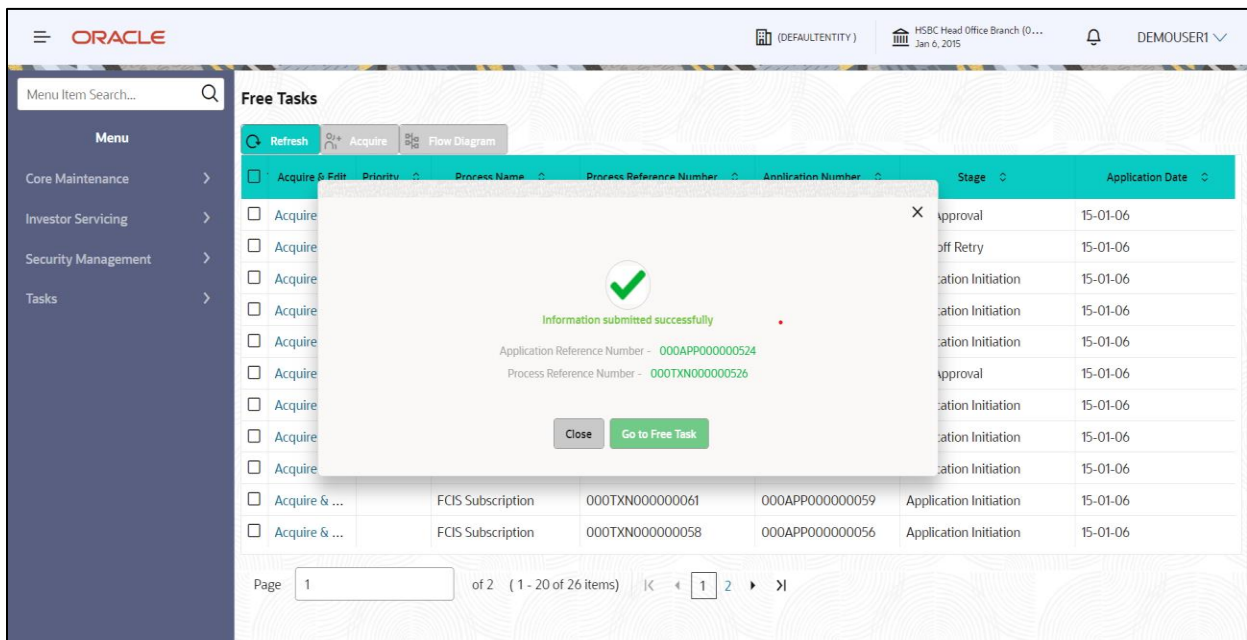 ORACLE
(DEFAULTENTITY)
HSBC Head Office Branch (0...
Jan 6, 2015
DEMOUSER1
Menu Item Search...
Menu
Core Maintenance
Investor Servicing
Security Management
Tasks
Free Tasks
Refresh Acquire Flow Diagram
Acquire & Edit Priority Process Name Process Reference Number Application Number Stage Application Date
Acquire Approval 15-01-06
Acquire off Retry 15-01-06
Acquire cation Initiation 15-01-06
Acquire cation Initiation 15-01-06
Acquire cation Initiation 15-01-06
Acquire Approval 15-01-06
Acquire cation Initiation 15-01-06
Acquire cation Initiation 15-01-06
Acquire cation Initiation 15-01-06
Acquire & ... FCIS Subscription 000TXN000000061 000APP000000059 Application Initiation 15-01-06
Acquire & ... FCIS Subscription 000TXN000000058 000APP000000056 Application Initiation 15-01-06
Information submitted successfully
Application Reference Number - 000APP000000524
Process Reference Number - 000TXN000000526
Close Go to Free Task
Page 1 of 2 (1 - 20 of 26 items) 1 2